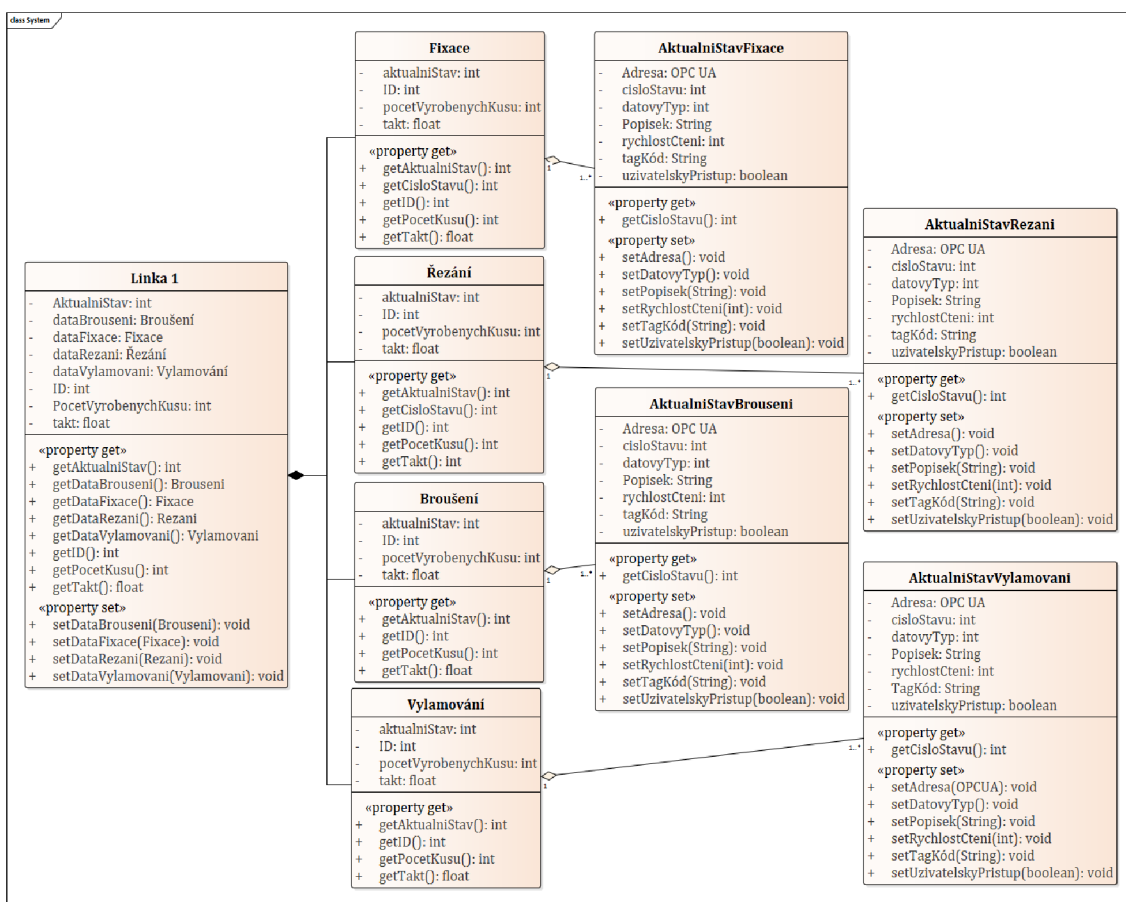 class System
Fixace
- aktualniStav: int
- ID: int
- pocetVyrobenychKusu: int
- takt: float
«property get»
+ getAktualniStav(): int
+ getCisloStavu(): int
+ getID(): int
+ getPocetKusu(): int
+ getTakt(): float
1
1..*
AktualniStavFixace
- Adresa: OPC UA
- cisloStavu: int
- datovyTyp: int
- Popisek: String
- rychlostCteni: int
- tagKód: String
- uzivatelskyPristup: boolean
«property get»
+ getCisloStavu(): int
«property set»
+ setAdresa(): void
+ setDatovyTyp(): void
+ setPopisek(String): void
+ setRychlostCteni(int): void
+ setTagKód(String): void
+ setUzivatelskyPristup(boolean): void
Linka 1
- AktualniStav: int
- dataBrouseni: Broušení
- dataFixace: Fixace
- dataRezani: Řezání
- dataVylamovani: Vylamování
- ID: int
- PocetVyrobenychKusu: int
- takt: float
«property get»
+ getAktualniStav(): int
+ getDataBrouseni(): Brouseni
+ getDataFixace(): Fixace
+ getDataRezani(): Rezani
+ getDataVylamovani(): Vylamovani
+ getID(): int
+ getPocetKusu(): int
+ getTakt(): float
«property set»
+ setDataBrouseni(Brouseni): void
+ setDataFixace(Fixace): void
+ setDataRezani(Rezani): void
+ setDataVylamovani(Vylamovani): void
Řezání
- aktualniStav: int
- ID: int
- pocetVyrobenychKusu: int
- takt: float
«property get»
+ getAktualniStav(): int
+ getCisloStavu(): int
+ getID(): int
+ getPocetKusu(): int
+ getTakt(): int
1
1..*
AktualniStavRezani
- Adresa: OPC UA
- cisloStavu: int
- datovyTyp: int
- Popisek: String
- rychlostCteni: int
- tagKód: String
- uzivatelskyPristup: boolean
«property get»
+ getCisloStavu(): int
«property set»
+ setAdresa(): void
+ setDatovyTyp(): void
+ setPopisek(String): void
+ setRychlostCteni(int): void
+ setTagKód(String): void
+ setUzivatelskyPristup(boolean): void
Broušení
- aktualniStav: int
- ID: int
- pocetVyrobenychKusu: int
- takt: float
«property get»
+ getAktualniStav(): int
+ getID(): int
+ getPocetKusu(): int
+ getTakt(): float
1
1..*
AktualniStavBrouseni
- Adresa: OPC UA
- cisloStavu: int
- datovyTyp: int
- Popisek: String
- rychlostCteni: int
- tagKód: String
- uzivatelskyPristup: boolean
«property get»
+ getCisloStavu(): int
«property set»
+ setAdresa(): void
+ setDatovyTyp(): void
+ setPopisek(String): void
+ setRychlostCteni(int): void
+ setTagKód(String): void
+ setUzivatelskyPristup(boolean): void
Vylamování
- aktualniStav: int
- ID: int
- pocetVyrobenychKusu: int
- takt: float
«property get»
+ getAktualniStav(): int
+ getID(): int
+ getPocetKusu(): int
+ getTakt(): float
1
1..*
AktualniStavVylamovani
- Adresa: OPC UA
- cisloStavu: int
- datovyTyp: int
- Popisek: String
- rychlostCteni: int
- TagKód: String
- uzivatelskyPristup: boolean
«property get»
+ getCisloStavu(): int
«property set»
+ setAdresa(OPCUA): void
+ setDatovyTyp(): void
+ setPopisek(String): void
+ setRychlostCteni(int): void
+ setTagKód(String): void
+ setUzivatelskyPristup(boolean): void